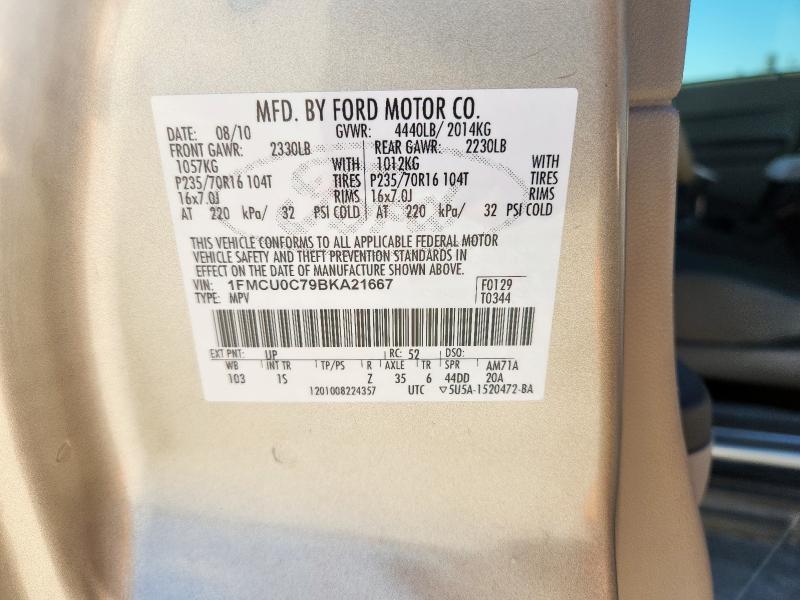 MFD. BY FORD MOTOR CO.
DATE: 08/10 GVWR: 4440LB/ 2014KG
FRONT GAWR: 2330LB REAR GAWR: 2230LB
1057KG WITH 1012KG WITH
P235/70R16 104T TIRES P235/70R16 104T TIRES
16x7.0J RIMS 16x7.0J RIMS
AT 220 kPa/ 32 PSI COLD AT 220 kPa/ 32 PSI COLD
THIS VEHICLE CONFORMS TO ALL APPLICABLE FEDERAL MOTOR
VEHICLE SAFETY AND THEFT PREVENTION STANDARDS IN
EFFECT ON THE DATE OF MANUFACTURE SHOWN ABOVE.
VIN: 1FMCU0C79BKA21667 F0129
TYPE: MPV T0344
EXT PNT: UP RC: 52 DSO:
WB INT TR TP/PS R AXLE TR SPR AM71A
103 1S Z 35 6 44DD 20A
1201008224357 UTC ▽5U5A-1520472-BA